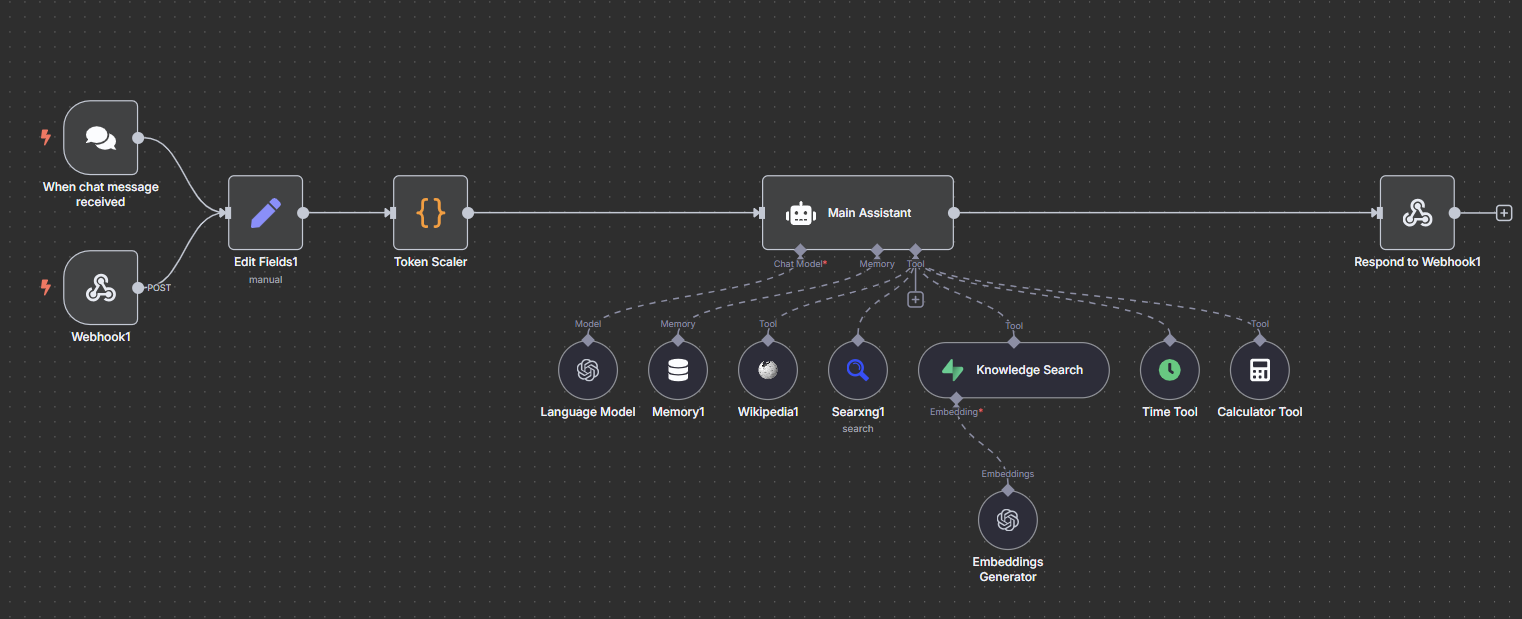 When chat message
received
POST
Webhook1
Edit Fields1
manual
{}
Token Scaler
Main Assistant
Chat Model*
Memory
Tool
Respond to Webhook1
Model
Language Model
Memory
Memory1
Tool
Wikipedia1
Searxng1
search
Tool
Knowledge Search
Embedding*
Embeddings
Embeddings
Generator
Time Tool
Tool
Calculator Tool